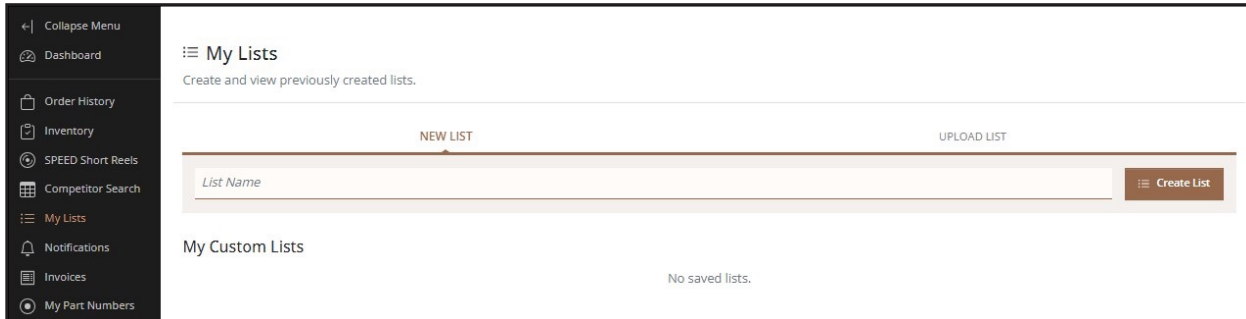 Collapse Menu
Dashboard
Order History
Inventory
SPEED Short Reels
Competitor Search
My Lists
Notifications
Invoices
My Part Numbers
My Lists
Create and view previously created lists.
NEW LIST
UPLOAD LIST
List Name
Create List
My Custom Lists
No saved lists.